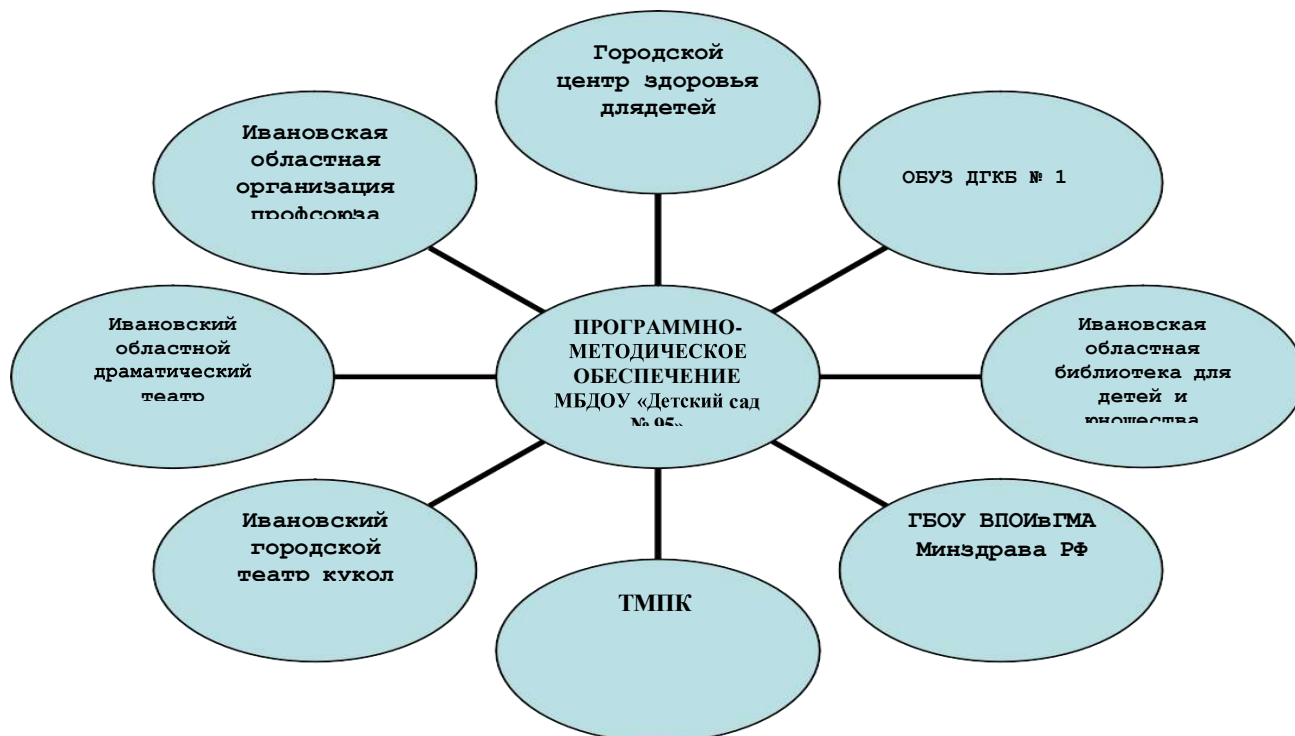 Городской
центр здоровья
длядетей
Ивановская
областная
организация
профсоюза
ОБУЗ ДГКБ № 1
Ивановский
областной
драматический
театр
ПРОГРАММНО-
МЕТОДИЧЕСКОЕ
ОБЕСПЕЧЕНИЕ
МБДОУ «Детский сад
№ 95»
Ивановская
областная
библиотека для
детей и
юношества
Ивановский
городской
театр кукол
ТМПК
ГБОУ ВПОИвГМА
Минздрава РФ